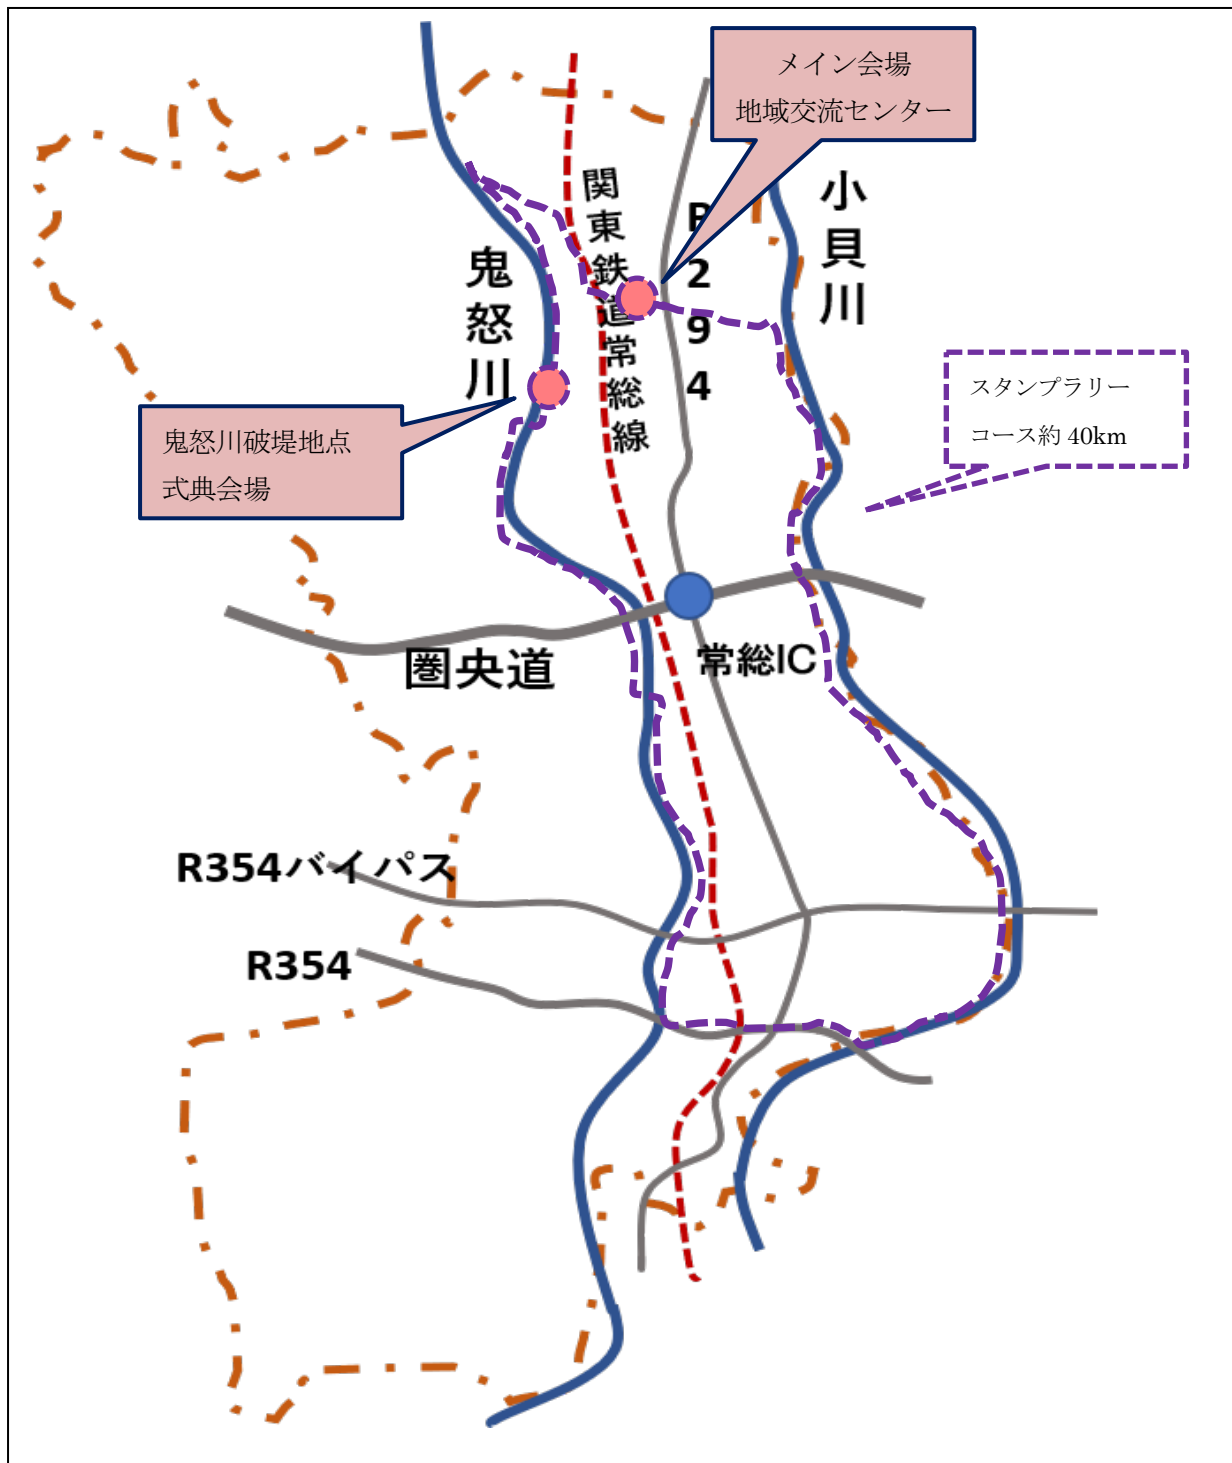 メイン会場
地域交流センター
関東鉄道常総線
R294
小貝川
鬼怒川
スタンプラリー
コース約 40km
鬼怒川破堤地点
式典会場
圏央道
常総IC
R354バイパス
R354